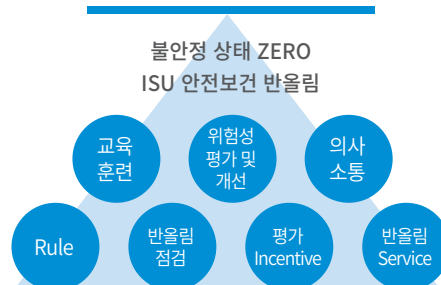 불안정 상태 ZERO
ISU 안전보건 반올림
교육
훈련
위험성
평가 및
개선
의사
소통
Rule
반올림
점검
평가
Incentive
반올림
Service